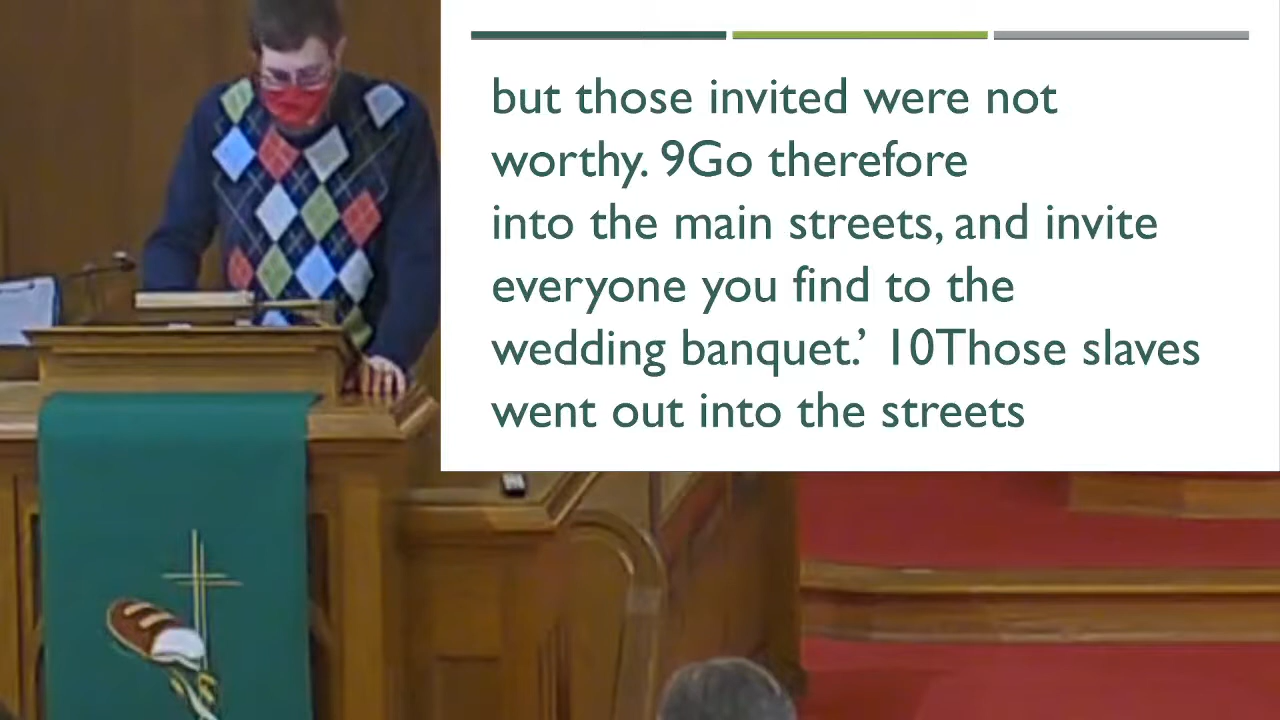 but those invited were not
worthy. 9Go therefore
into the main streets, and invite
everyone you find to the
wedding banquet.’ 10Those slaves
went out into the streets